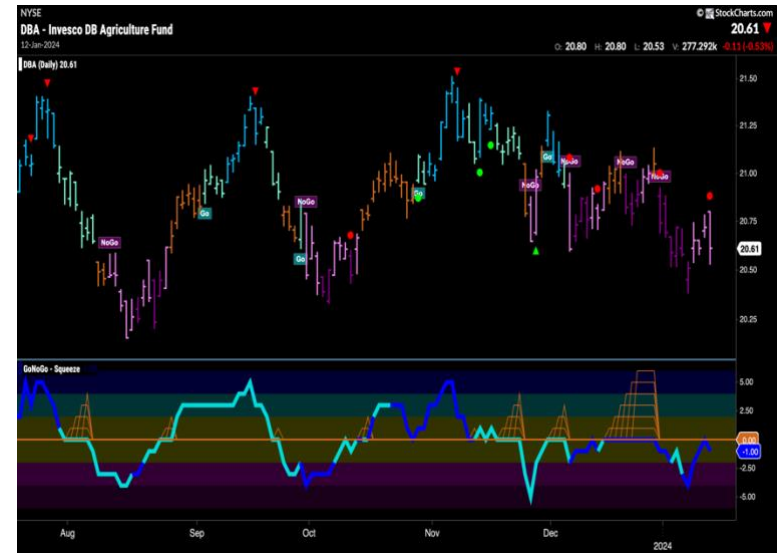 NYSE
© StockCharts.com
DBA - Invesco DB Agriculture Fund
20.61
12-Jan-2024
O: 20.80 H: 20.80 L: 20.53 V: 277.292k -0.11 (-0.53%)
DBA (Daily) 20.61
21.50
21.25
21.00
20.75
20.61
20.50
20.25
NoGo
Go
NoGo
Go
Go
NoGo
Go
NoGo
NoGo
NoGo
NoGo
GoNoGo - Squeeze
5.00
2.50
0.00
-1.00
-2.50
-5.00
Aug Sep Oct Nov Dec 2024